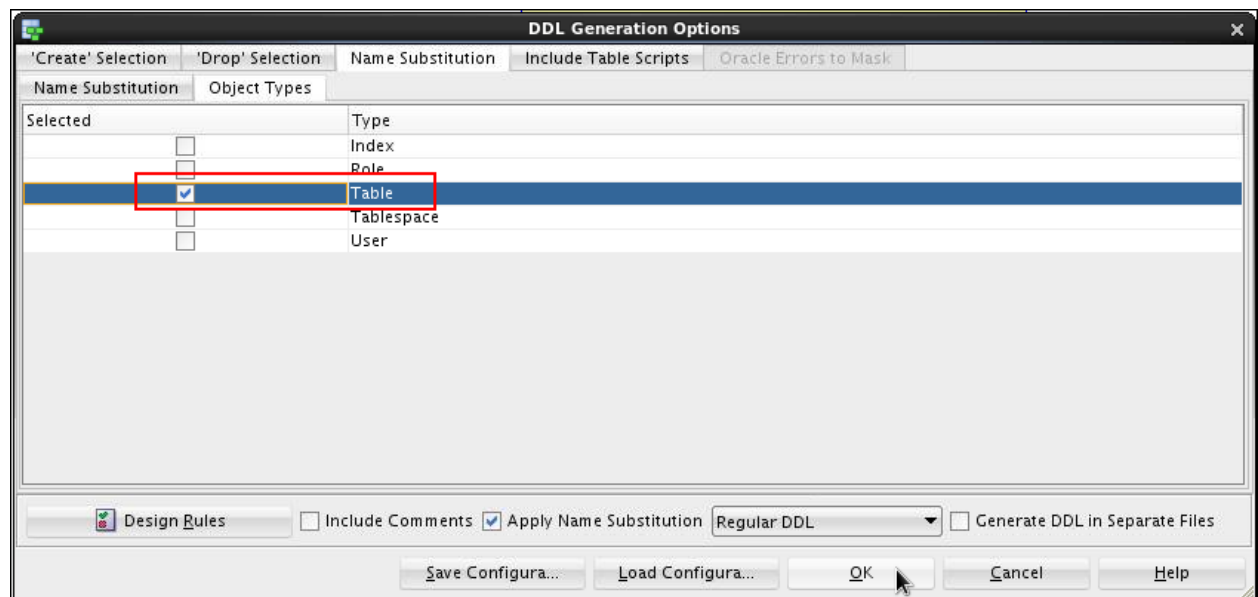 DDL Generation Options
'Create' Selection 'Drop' Selection Name Substitution Include Table Scripts Oracle Errors to Mask
Name Substitution Object Types
Selected Type
Index
Role
Table
Tablespace
User
Design Rules Include Comments Apply Name Substitution Regular DDL Generate DDL in Separate Files
Save Configura... Load Configura... OK Cancel Help